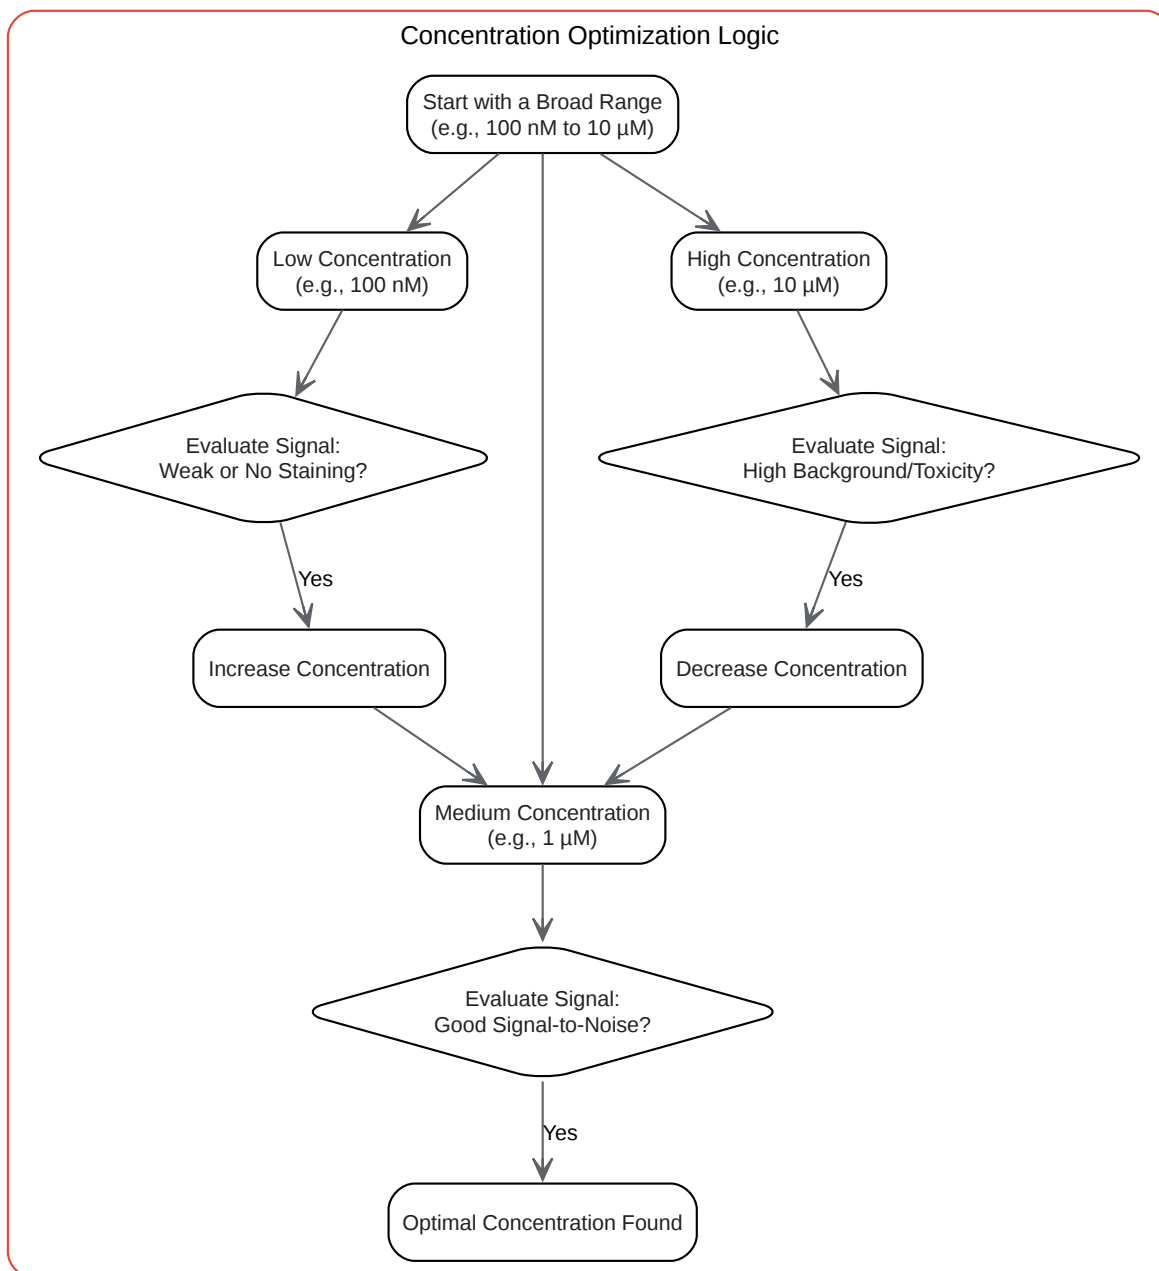 Concentration Optimization Logic
Start with a Broad Range
(e.g., 100 nM to 10 µM)
Low Concentration
(e.g., 100 nM)
High Concentration
(e.g., 10 µM)
Evaluate Signal:
Weak or No Staining?
Evaluate Signal:
High Background/Toxicity?
Yes
Yes
Increase Concentration
Decrease Concentration
Medium Concentration
(e.g., 1 µM)
Evaluate Signal:
Good Signal-to-Noise?
Yes
Optimal Concentration Found